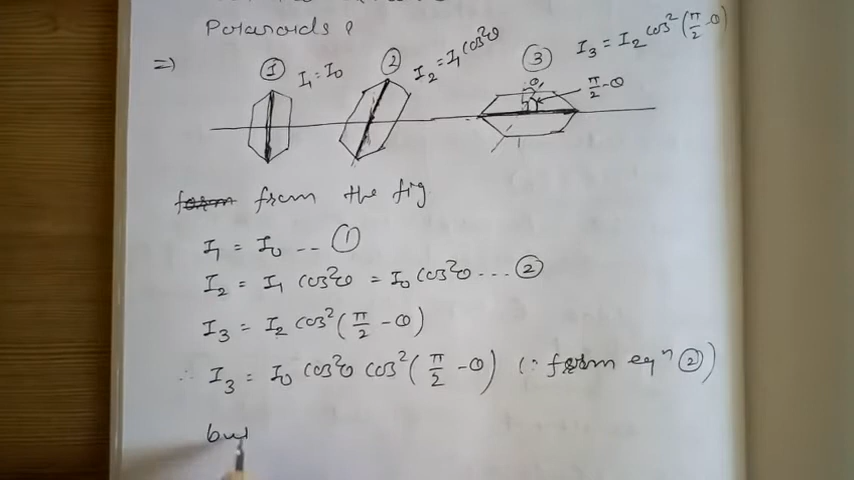 Polaroids ?
=> ① I₁ = I₀ ② I₂ = I₁ cos²θ ③ I₃ = I₂ cos²(π/2 - θ)
θ π/2 - θ
form from the fig
I₁ = I₀ -- ①
I₂ = I₁ cos²θ = I₀ cos²θ --- ②
I₃ = I₂ cos²(π/2 - θ)
∴ I₃ = I₀ cos²θ cos²(π/2 - θ) (∵ from eqⁿ ②)
but